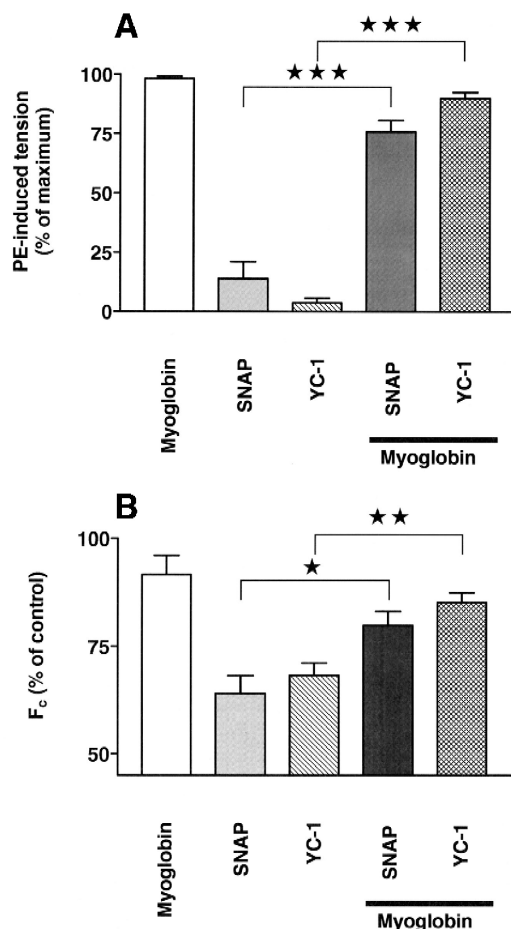 A
★★★
★★★
PE-induced tension
(% of maximum)
100
75
50
25
0
Myoglobin
SNAP
YC-1
SNAP
YC-1
Myoglobin
B
★★
★
Fc (% of control)
100
75
50
Myoglobin
SNAP
YC-1
SNAP
YC-1
Myoglobin